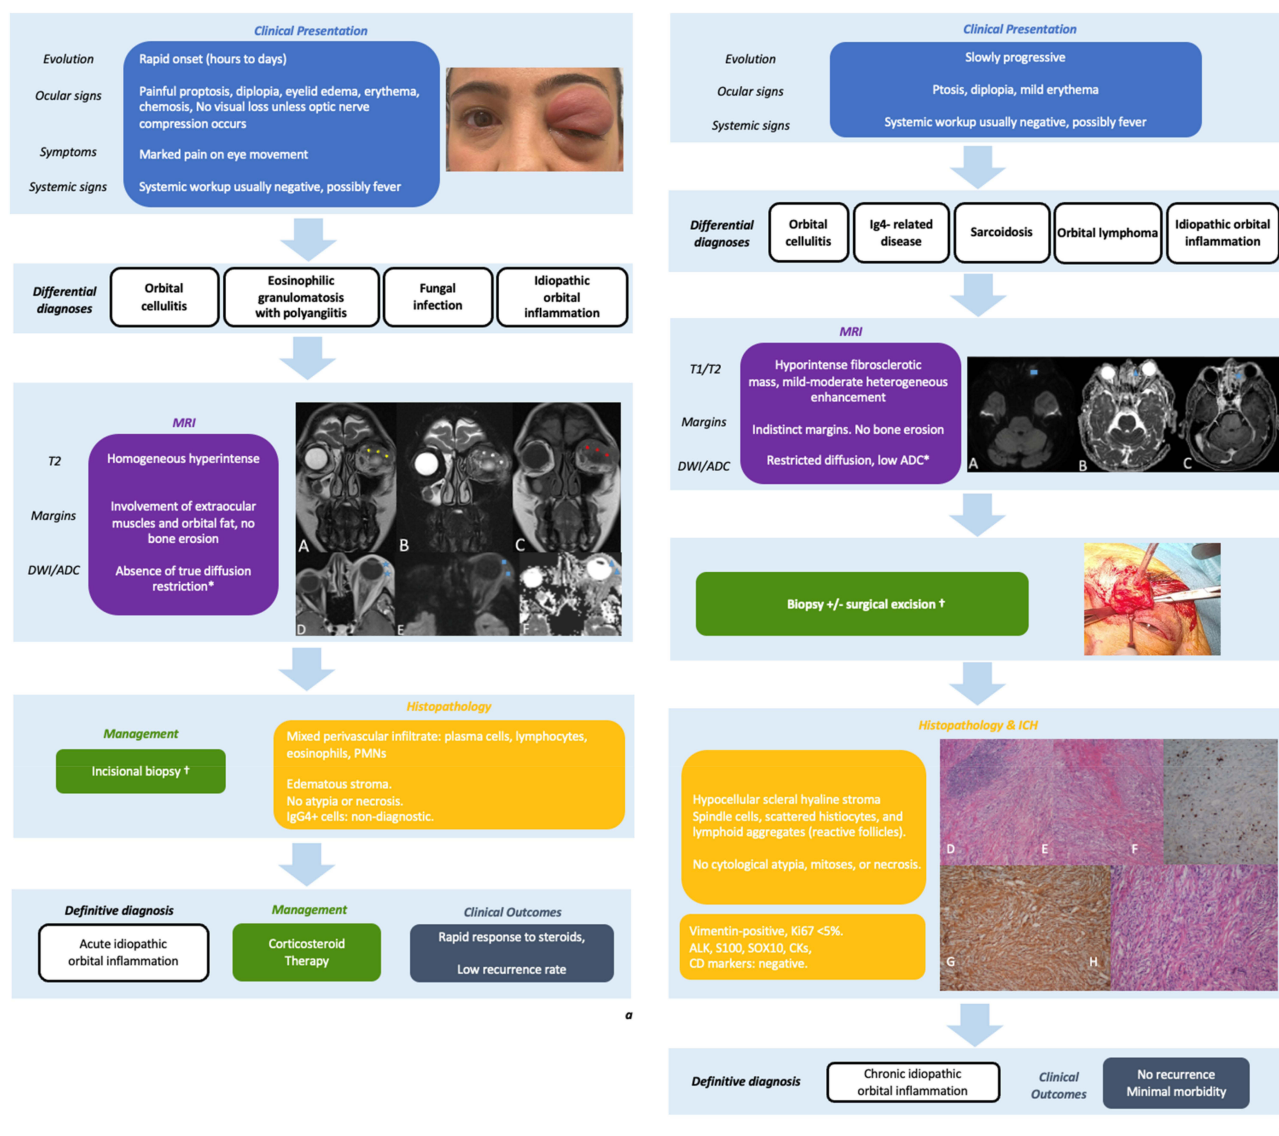 Clinical Presentation
Evolution
Rapid onset (hours to days)
Ocular signs
Painful proptosis, diplopia, eyelid edema, erythema,
chemosis, No visual loss unless optic nerve
compression occurs
Symptoms
Marked pain on eye movement
Systemic signs
Systemic workup usually negative, possibly fever
Differential
diagnoses
Orbital
cellulitis
Eosinophilic
granulomatosis
with polyangiitis
Fungal
infection
Idiopathic
orbital
inflammation
MRI
T2
Homogeneous hyperintense
Margins
Involvement of extraocular
muscles and orbital fat, no
bone erosion
DWI/ADC
Absence of true diffusion
restriction*
A
B
C
D
E
F
Management
Incisional biopsy †
Histopathology
Mixed perivascular infiltrate: plasma cells, lymphocytes,
eosinophils, PMNs
Edematous stroma.
No atypia or necrosis.
IgG4+ cells: non-diagnostic.
Definitive diagnosis
Acute idiopathic
orbital inflammation
Management
Corticosteroid
Therapy
Clinical Outcomes
Rapid response to steroids,
Low recurrence rate
a
Clinical Presentation
Evolution
Slowly progressive
Ocular signs
Ptosis, diplopia, mild erythema
Systemic signs
Systemic workup usually negative, possibly fever
Differential
diagnoses
Orbital
cellulitis
Ig4- related
disease
Sarcoidosis
Orbital lymphoma
Idiopathic orbital
inflammation
MRI
T1/T2
Hyporintense fibrosclerotic
mass, mild-moderate heterogeneous
enhancement
Margins
Indistinct margins. No bone erosion
DWI/ADC
Restricted diffusion, low ADC*
A
B
C
Biopsy +/- surgical excision †
Histopathology & ICH
Hypocellular scleral hyaline stroma
Spindle cells, scattered histiocytes, and
lymphoid aggregates (reactive follicles).
No cytological atypia, mitoses, or necrosis.
Vimentin-positive, Ki67 <5%.
ALK, S100, SOX10, CKs,
CD markers: negative.
D
E
F
G
H
Definitive diagnosis
Chronic idiopathic
orbital inflammation
Clinical
Outcomes
No recurrence
Minimal morbidity